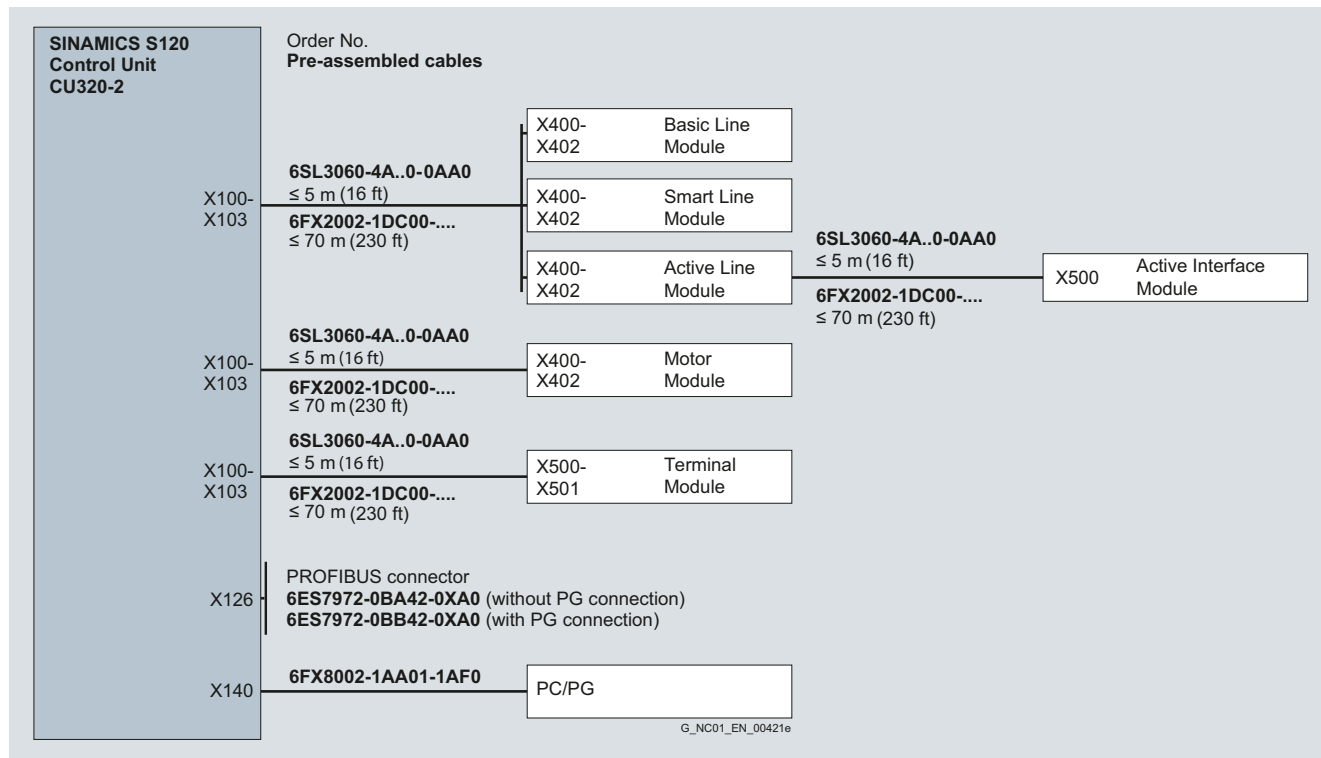 SINAMICS S120
Control Unit
CU320-2
Order No.
Pre-assembled cables
X100-
X103
6SL3060-4A..0-0AA0
≤ 5 m (16 ft)
6FX2002-1DC00-....
≤ 70 m (230 ft)
X400- Basic Line
X402 Module
X400- Smart Line
X402 Module
X400- Active Line
X402 Module
6SL3060-4A..0-0AA0
≤ 5 m (16 ft)
6FX2002-1DC00-....
≤ 70 m (230 ft)
X500 Active Interface
Module
X100-
X103
6SL3060-4A..0-0AA0
≤ 5 m (16 ft)
6FX2002-1DC00-....
≤ 70 m (230 ft)
X400- Motor
X402 Module
X100-
X103
6SL3060-4A..0-0AA0
≤ 5 m (16 ft)
6FX2002-1DC00-....
≤ 70 m (230 ft)
X500- Terminal
X501 Module
X126
PROFIBUS connector
6ES7972-0BA42-0XA0 (without PG connection)
6ES7972-0BB42-0XA0 (with PG connection)
X140
6FX8002-1AA01-1AF0
PC/PG
G_NC01_EN_00421e